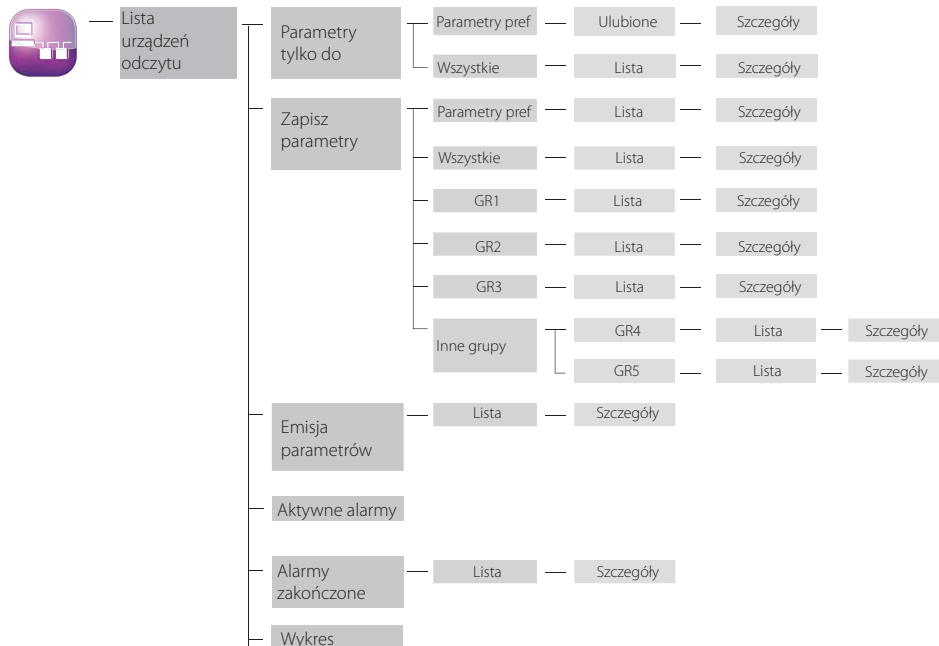 Lista
urządzeń
odczytu
Parametry
tylko do
Parametry pref
Ulubione
Szczegóły
Wszystkie
Lista
Szczegóły
Zapisz
parametry
Parametry pref
Lista
Szczegóły
Wszystkie
Lista
Szczegóły
GR1
Lista
Szczegóły
GR2
Lista
Szczegóły
GR3
Lista
Szczegóły
Inne grupy
GR4
Lista
Szczegóły
GR5
Lista
Szczegóły
Emisja
parametrów
Lista
Szczegóły
Aktywne alarmy
Alarmy
zakończone
Lista
Szczegóły
Wykres